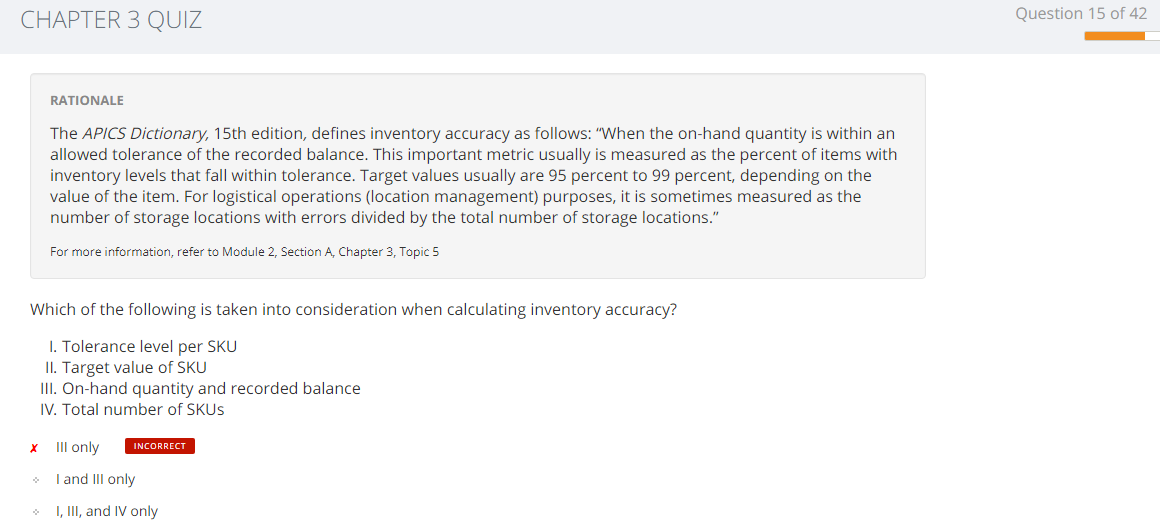 CHAPTER 3 QUIZ
Question 15 of 42
RATIONALE
The APICS Dictionary, 15th edition, defines inventory accuracy as follows: “When the on-hand quantity is within an
allowed tolerance of the recorded balance. This important metric usually is measured as the percent of items with
inventory levels that fall within tolerance. Target values usually are 95 percent to 99 percent, depending on the
value of the item. For logistical operations (location management) purposes, it is sometimes measured as the
number of storage locations with errors divided by the total number of storage locations.”
For more information, refer to Module 2, Section A, Chapter 3, Topic 5
Which of the following is taken into consideration when calculating inventory accuracy?
I. Tolerance level per SKU
II. Target value of SKU
III. On-hand quantity and recorded balance
IV. Total number of SKUs
✗ III only INCORRECT
I and III only
I, III, and IV only